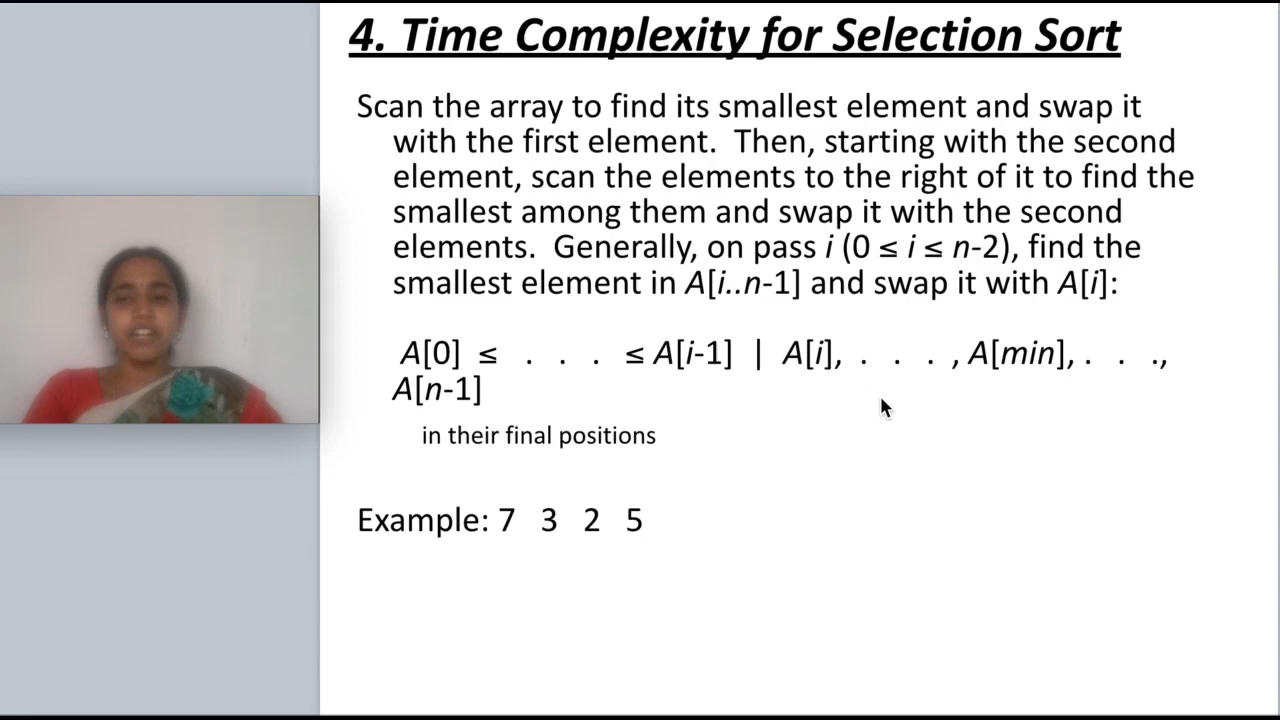 4. Time Complexity for Selection Sort
Scan the array to find its smallest element and swap it
with the first element.  Then, starting with the second
element, scan the elements to the right of it to find the
smallest among them and swap it with the second
elements.  Generally, on pass i (0 ≤ i ≤ n-2), find the
smallest element in A[i..n-1] and swap it with A[i]:
A[0]  ≤  .  .  .  ≤ A[i-1]  |  A[i], .  .  . , A[min], .  .  .,
A[n-1]
in their final positions
Example: 7  3  2  5